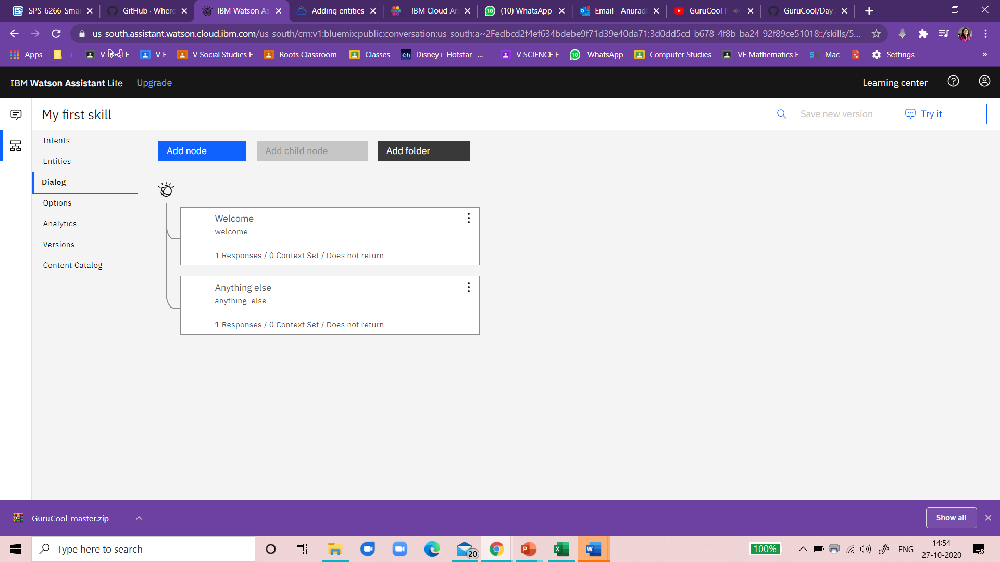 SPS-6266-Smar
GitHub · Where
IBM Watson As
Adding entities
- IBM Cloud Ar
(10) WhatsApp
Email - Anurad
GuruCool P
GuruCool/Day
us-south.assistant.watson.cloud.ibm.com/us-south/crn:v1:bluemix:public:conversation:us-south:a~2Fedbcd2f4ef634bdebe9f71d39e40da71:3d0dd5cd-b678-4f8b-ba24-92f89ce51018::/skills/5...
Apps
+
V हिन्दी F
V F
V Social Studies F
Roots Classroom
Classes
Disney+ Hotstar -...
V SCIENCE F
WhatsApp
Computer Studies
VF Mathematics F
Mac
Settings
»
IBM Watson Assistant Lite
Upgrade
Learning center
My first skill
Save new version
Try it
Intents
Entities
Dialog
Options
Analytics
Versions
Content Catalog
Add node
Add child node
Add folder
Welcome
welcome
1 Responses / 0 Context Set / Does not return
Anything else
anything_else
1 Responses / 0 Context Set / Does not return
GuruCool-master.zip
Show all
Type here to search
20
100%
ENG
14:54
27-10-2020